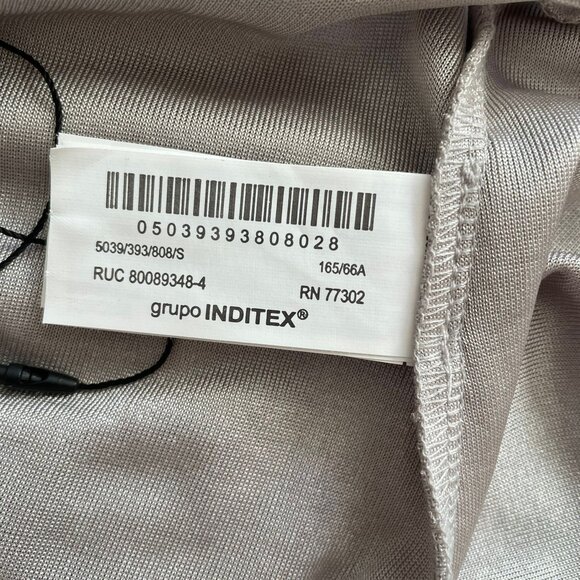 05039393808028
5039/393/808/S 165/66A
RUC 80089348-4 RN 77302
grupo INDITEX®